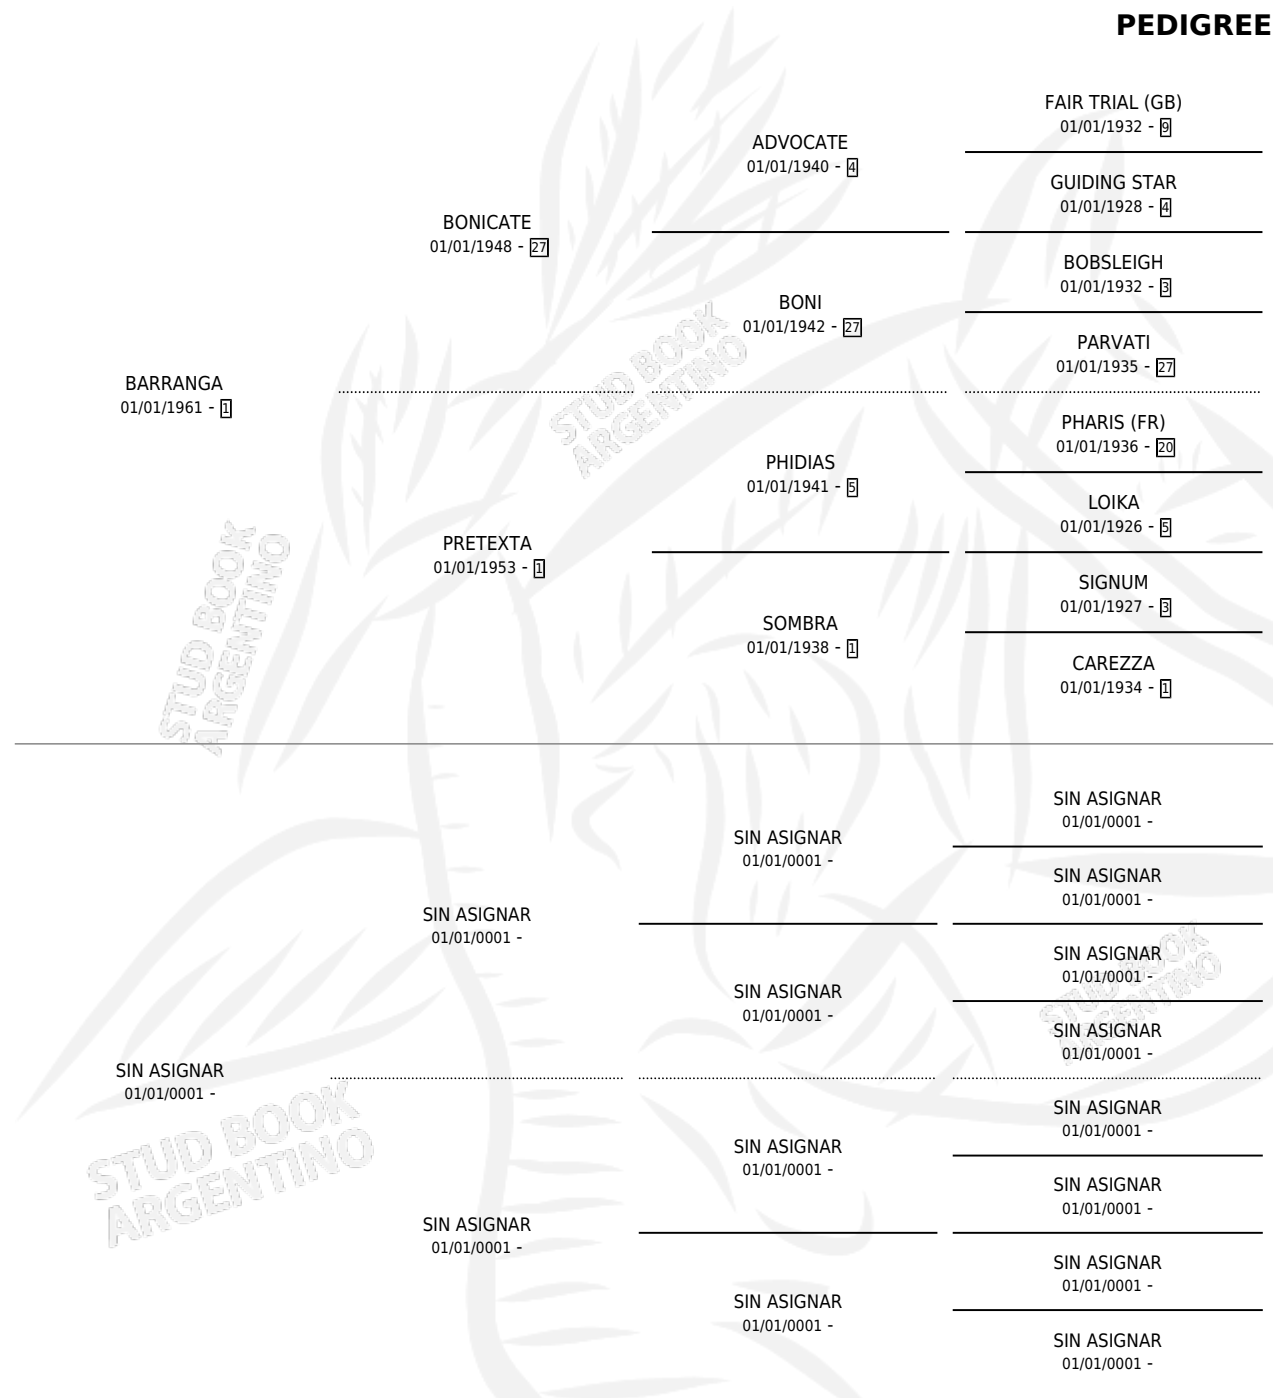 PEDIGREE
FAIR TRIAL (GB)
01/01/1932 - 9
ADVOCATE
01/01/1940 - 4
GUIDING STAR
01/01/1928 - 4
BONICATE
01/01/1948 - 27
BOBSLEIGH
01/01/1932 - 3
BONI
01/01/1942 - 27
PARVATI
01/01/1935 - 27
BARRANGA
01/01/1961 - 1
PHARIS (FR)
01/01/1936 - 20
PHIDIAS
01/01/1941 - 5
LOIKA
01/01/1926 - 5
PRETEXTA
01/01/1953 - 1
SIGNUM
01/01/1927 - 3
SOMBRA
01/01/1938 - 1
CAREZZA
01/01/1934 - 1
STUD BOOK
ARGENTINO
STUD BOOK
ARGENTINO
SIN ASIGNAR
01/01/0001 -
SIN ASIGNAR
01/01/0001 -
SIN ASIGNAR
01/01/0001 -
SIN ASIGNAR
01/01/0001 -
SIN ASIGNAR
01/01/0001 -
SIN ASIGNAR
01/01/0001 -
SIN ASIGNAR
01/01/0001 -
SIN ASIGNAR
01/01/0001 -
SIN ASIGNAR
01/01/0001 -
SIN ASIGNAR
01/01/0001 -
SIN ASIGNAR
01/01/0001 -
SIN ASIGNAR
01/01/0001 -
SIN ASIGNAR
01/01/0001 -
SIN ASIGNAR
01/01/0001 -
SIN ASIGNAR
01/01/0001 -
STUD BOOK
ARGENTINO
STUD BOOK
ARGENTINO